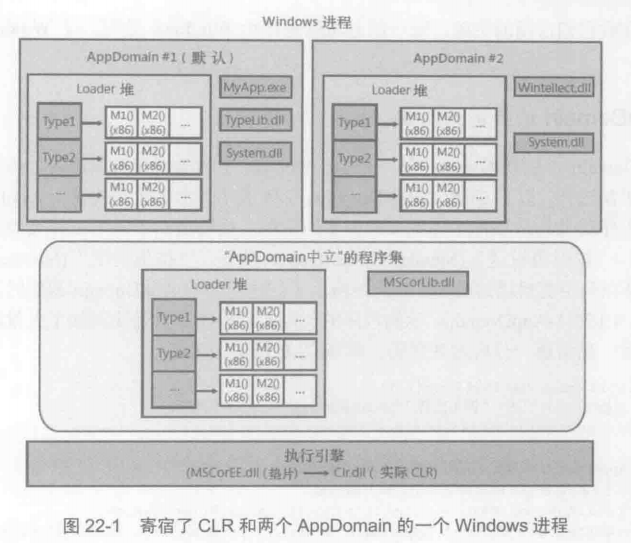 Windows 进程
AppDomain #1 ( 默 认 )
Loader 堆
MyApp.exe
TypeLib.dll
System.dll
Type1
M1() (x86)
M2() (x86)
...
Type2
M1() (x86)
M2() (x86)
...
M1() (x86)
M2() (x86)
...
AppDomain #2
Loader 堆
Wintellect.dll
System.dll
Type1
M1() (x86)
M2() (x86)
...
Type2
M1() (x86)
M2() (x86)
...
M1() (x86)
M2() (x86)
...
“AppDomain中立”的程序集
Loader 堆
MSCorLib.dll
Type1
M1() (x86)
M2() (x86)
...
Type2
M1() (x86)
M2() (x86)
...
...
M1() (x86)
M2() (x86)
...
执行引擎
(MSCorEE.dll (垫片) → Clr.dll ( 实际 CLR)
图 22-1 寄宿了 CLR 和两个 AppDomain 的一个 Windows 进程